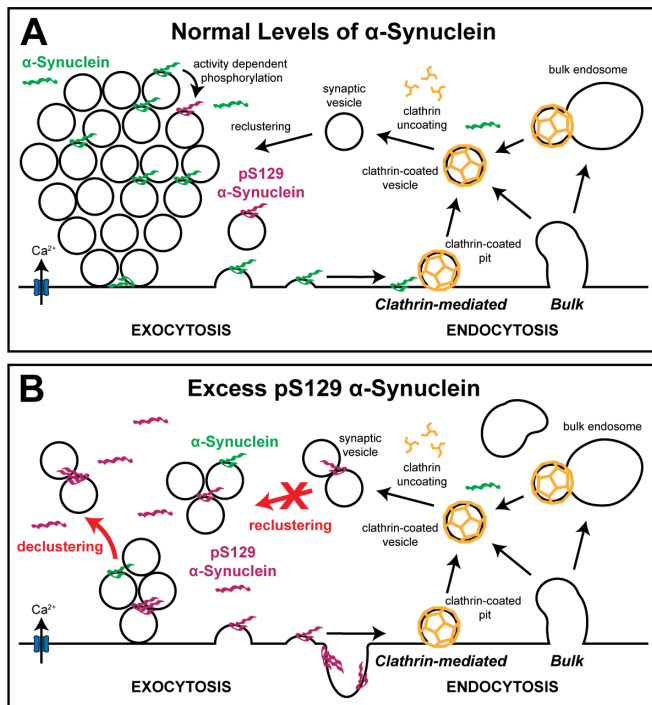 A
Normal Levels of α-Synuclein
α-Synuclein
activity dependent
phosphorylation
reclustering
pS129
α-Synuclein
synaptic
vesicle
clathrin
uncoating
clathrin-coated
vesicle
bulk endosome
clathrin-coated
pit
Ca²⁺
Clathrin-mediated
Bulk
EXOCYTOSIS
ENDOCYTOSIS
B
Excess pS129 α-Synuclein
α-Synuclein
synaptic
vesicle
clathrin
uncoating
bulk endosome
reclustering
clathrin-coated
vesicle
declustering
pS129
α-Synuclein
clathrin-coated
pit
Ca²⁺
Clathrin-mediated
Bulk
EXOCYTOSIS
ENDOCYTOSIS